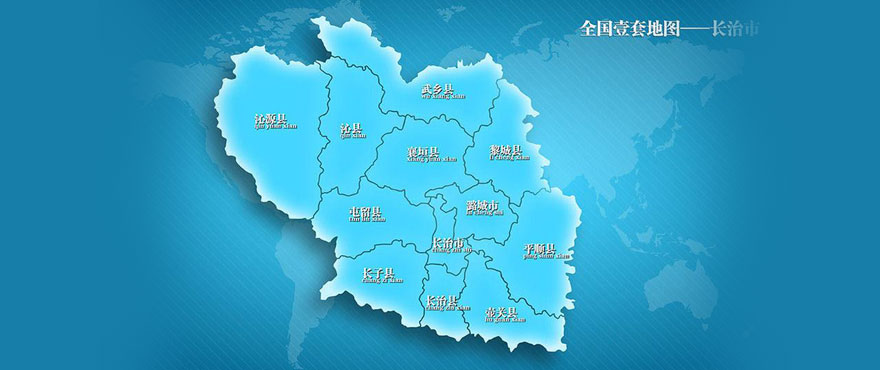 全国壹套地图——长治市
武乡县
wu xiang xian
沁源县
qin yuan xian
沁县
qin xian
襄垣县
xiang yuan xian
黎城县
li cheng xian
屯留县
tun liu xian
潞城市
lu cheng shi
长治市
chang zhi shi
平顺县
ping shun xian
长子县
chang zi xian
长治县
chang zhi xian
壶关县
hu guan xian